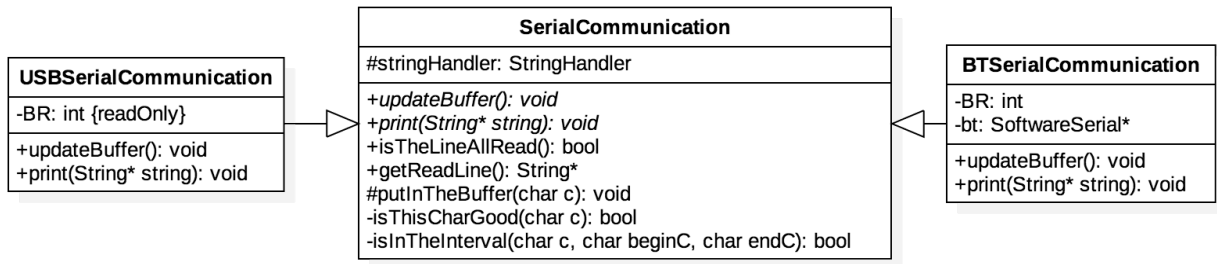 USBSerialCommunication
-BR: int {readOnly}
+updateBuffer(): void
+print(String* string): void
SerialCommunication
#stringHandler: StringHandler
+updateBuffer(): void
+print(String* string): void
+isTheLineAllRead(): bool
+getReadLine(): String*
#putInTheBuffer(char c): void
-isThisCharGood(char c): bool
-isInTheInterval(char c, char beginC, char endC): bool
BTSerialCommunication
-BR: int
-bt: SoftwareSerial*
+updateBuffer(): void
+print(String* string): void